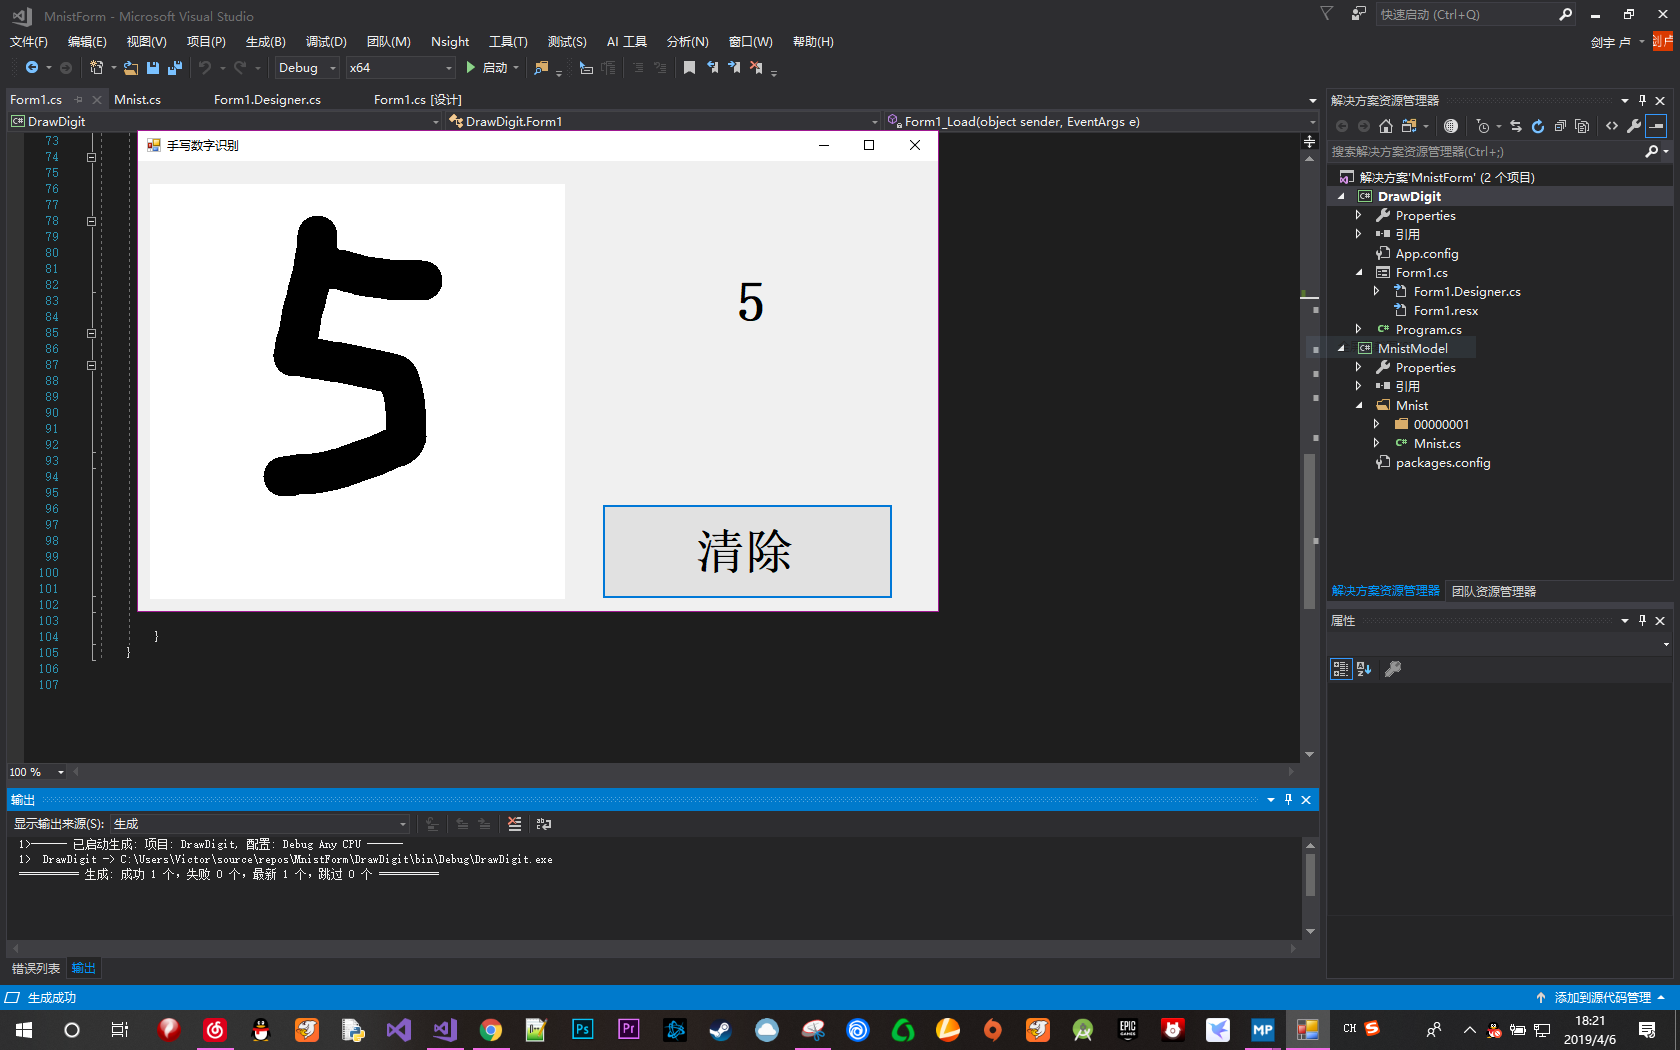 MnistForm - Microsoft Visual Studio
快速启动 (Ctrl+Q)
文件(F) 编辑(E) 视图(V) 项目(P) 生成(B) 调试(D) 团队(M) Nsight 工具(T) 测试(S) AI 工具 分析(N) 窗口(W) 帮助(H)
剑宇 卢
剑卢
Debug x64 启动
Form1.cs Mnist.cs Form1.Designer.cs Form1.cs [设计]
DrawDigit DrawDigit.Form1 Form1_Load(object sender, EventArgs e)
73
74
75
76
77
78
79
80
81
82
83
84
85
86
87
88
89
90
91
92
93
94
95
96
97
98
99
100
101
102
103
104 }
105 }
106
107
手写数字识别
5
5
清除
100 %
输出
显示输出来源(S): 生成
1>------ 已启动生成: 项目: DrawDigit, 配置: Debug Any CPU ------
1> DrawDigit -> C:\Users\Victor\source\repos\MnistForm\DrawDigit\bin\Debug\DrawDigit.exe
========== 生成: 成功 1 个，失败 0 个，最新 1 个，跳过 0 个 ==========
错误列表 输出
解决方案资源管理器
搜索解决方案资源管理器(Ctrl+;)
解决方案'MnistForm' (2 个项目)
DrawDigit
Properties
引用
App.config
Form1.cs
Form1.Designer.cs
Form1.resx
Program.cs
MnistModel
Properties
引用
Mnist
00000001
Mnist.cs
packages.config
解决方案资源管理器 团队资源管理器
属性
生成成功
添加到源代码管理
Ps Pr EPIC GAMES MP CH S
18:21
2019/4/6